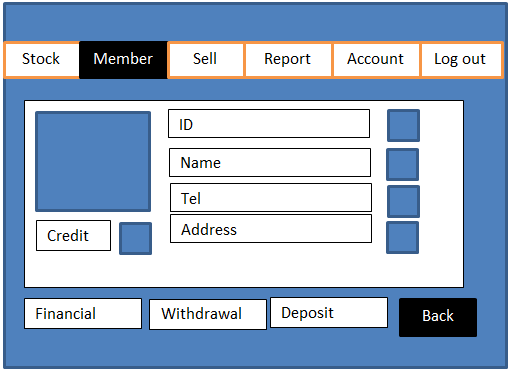 Stock Member Sell Report Account Log out
ID
Name
Tel
Address
Credit
Financial Withdrawal Deposit Back